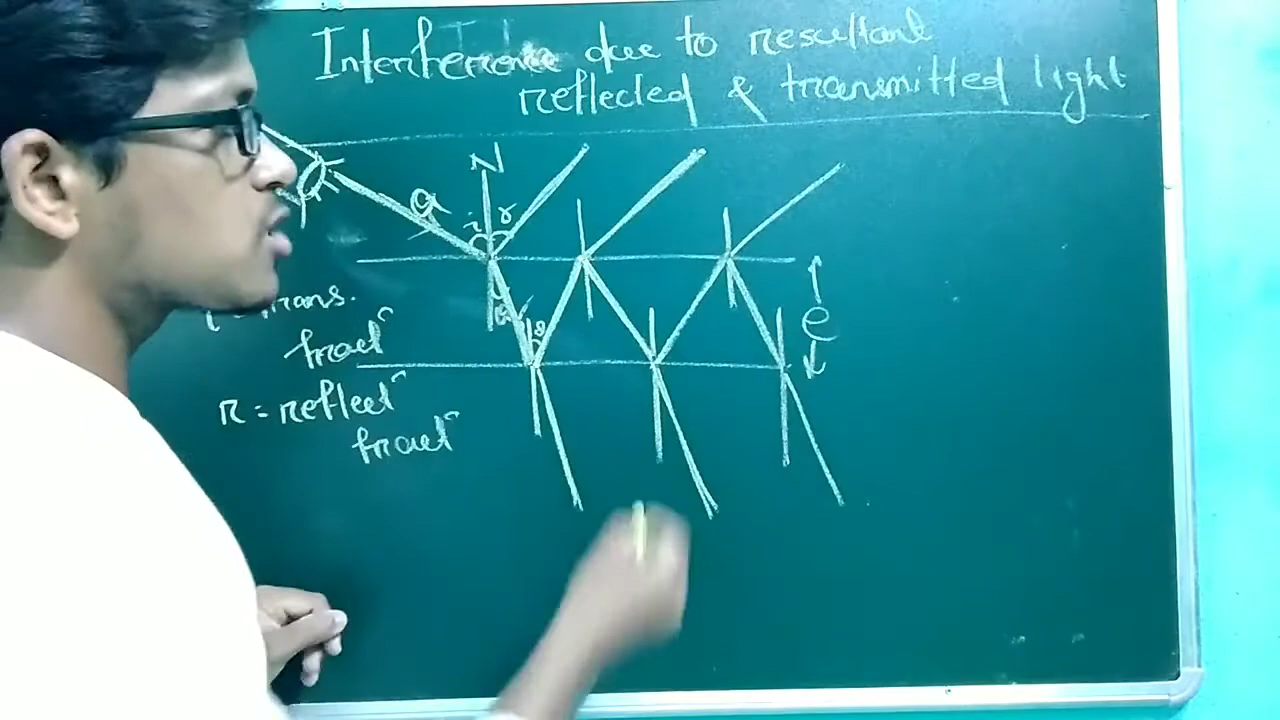 Interference due to resultant
reflected & transmitted light
N
a
i r
e
trans.
fract^n
r = reflect^n
fract^n